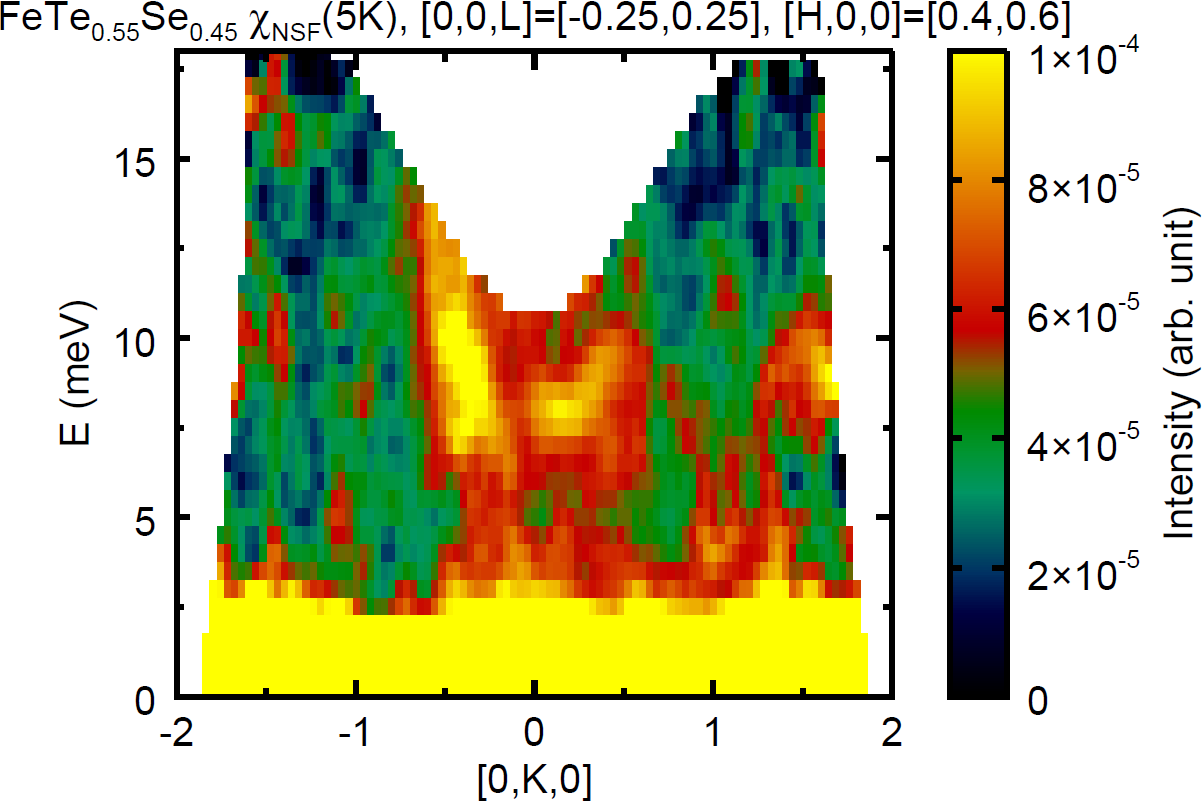 FeTe₀.₅₅Se₀.₄₅ χNSF(5K), [0,0,L]=[-0.25,0.25], [H,0,0]=[0.4,0.6]
15
10
5
0
E (meV)
-2 -1 0 1 2
[0,K,0]
1×10⁻⁴
8×10⁻⁵
6×10⁻⁵
4×10⁻⁵
2×10⁻⁵
0
Intensity (arb. unit)